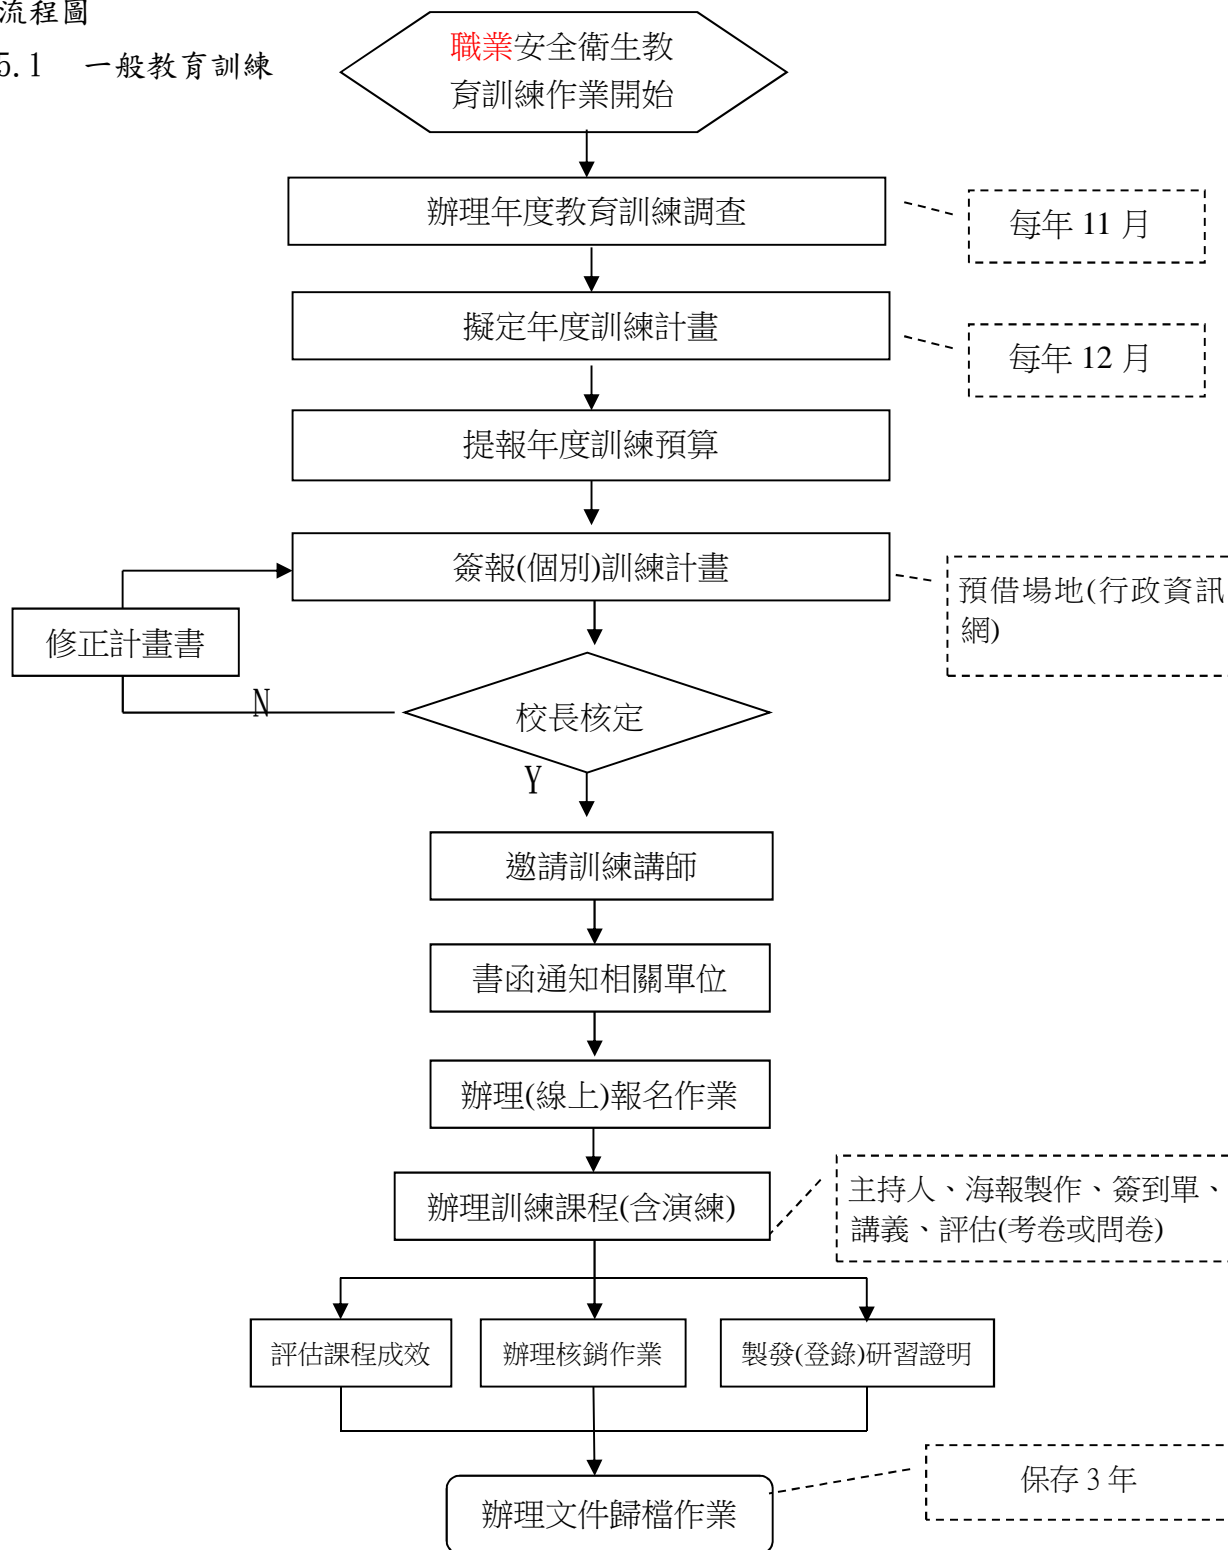 流程圖
5.1 一般教育訓練
職業安全衛生教
育訓練作業開始
辦理年度教育訓練調查
每年 11 月
擬定年度訓練計畫
每年 12 月
提報年度訓練預算
簽報(個別)訓練計畫
預借場地(行政資訊
網)
修正計畫書
N
校長核定
Y
邀請訓練講師
書函通知相關單位
辦理(線上)報名作業
辦理訓練課程(含演練)
主持人、海報製作、簽到單、
講義、評估(考卷或問卷)
評估課程成效
辦理核銷作業
製發(登錄)研習證明
保存 3 年
辦理文件歸檔作業